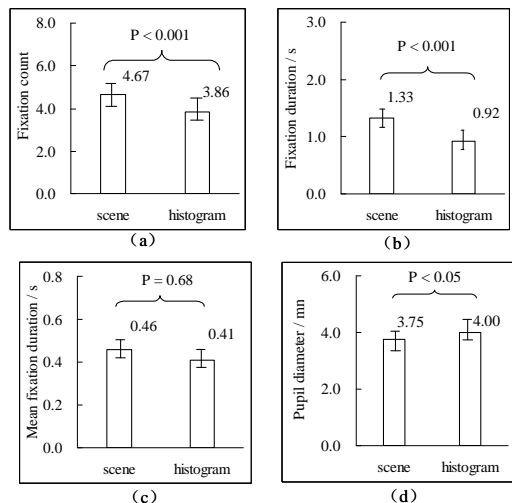 8.0
6.0
4.0
2.0
0.0
Fixation count
P < 0.001
4.67
3.86
scene histogram
(a)
3.0
2.0
1.0
0.0
Fixation duration / s
P < 0.001
1.33
0.92
scene histogram
(b)
0.8
0.6
0.4
0.2
0.0
Mean fixation duration / s
P = 0.68
0.46
0.41
scene histogram
(c)
6.0
4.0
2.0
0.0
Pupil diameter / mn
P < 0.05
3.75
4.00
scene histogram
(d)